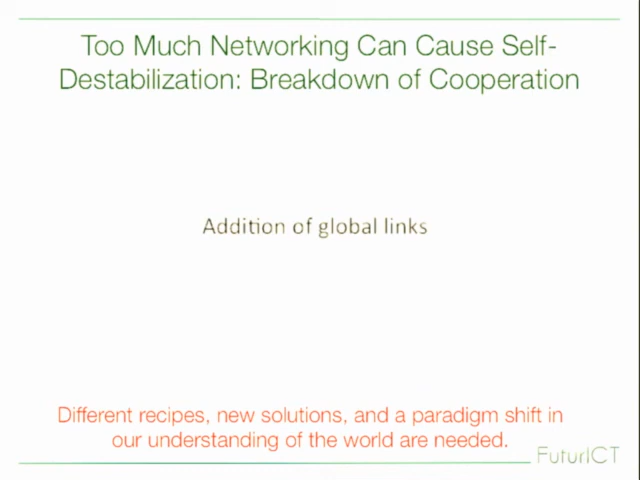 Too Much Networking Can Cause Self-
Destabilization: Breakdown of Cooperation
Addition of global links
Different recipes, new solutions, and a paradigm shift in
our understanding of the world are needed.
FuturICT